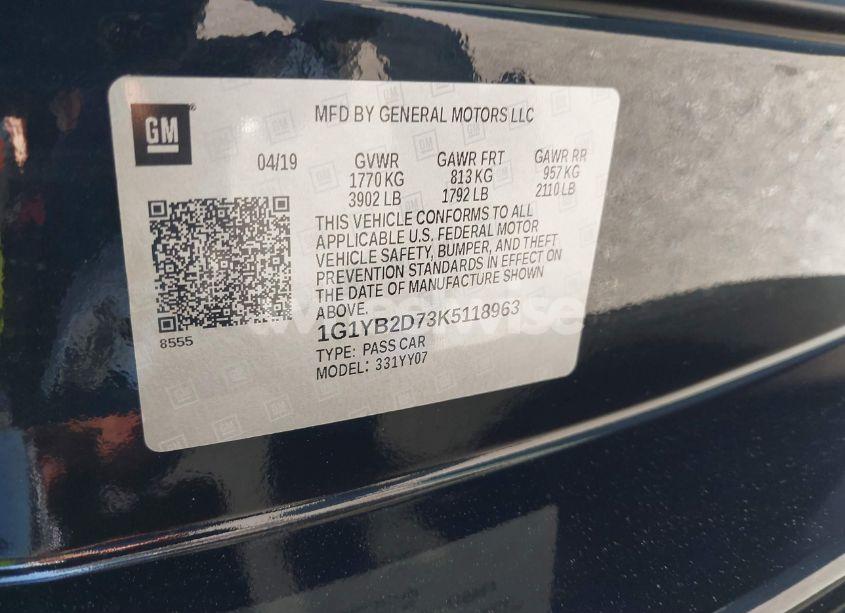 GM
MFD BY GENERAL MOTORS LLC
04/19 GVWR GAWR FRT GAWR RR
1770 KG 813 KG 957 KG
3902 LB 1792 LB 2110 LB
THIS VEHICLE CONFORMS TO ALL
APPLICABLE U.S. FEDERAL MOTOR
VEHICLE SAFETY, BUMPER, AND THEFT
PREVENTION STANDARDS IN EFFECT ON
THE DATE OF MANUFACTURE SHOWN
ABOVE.
1G1YB2D73K5118963
8555
TYPE: PASS CAR
MODEL: 331YY07